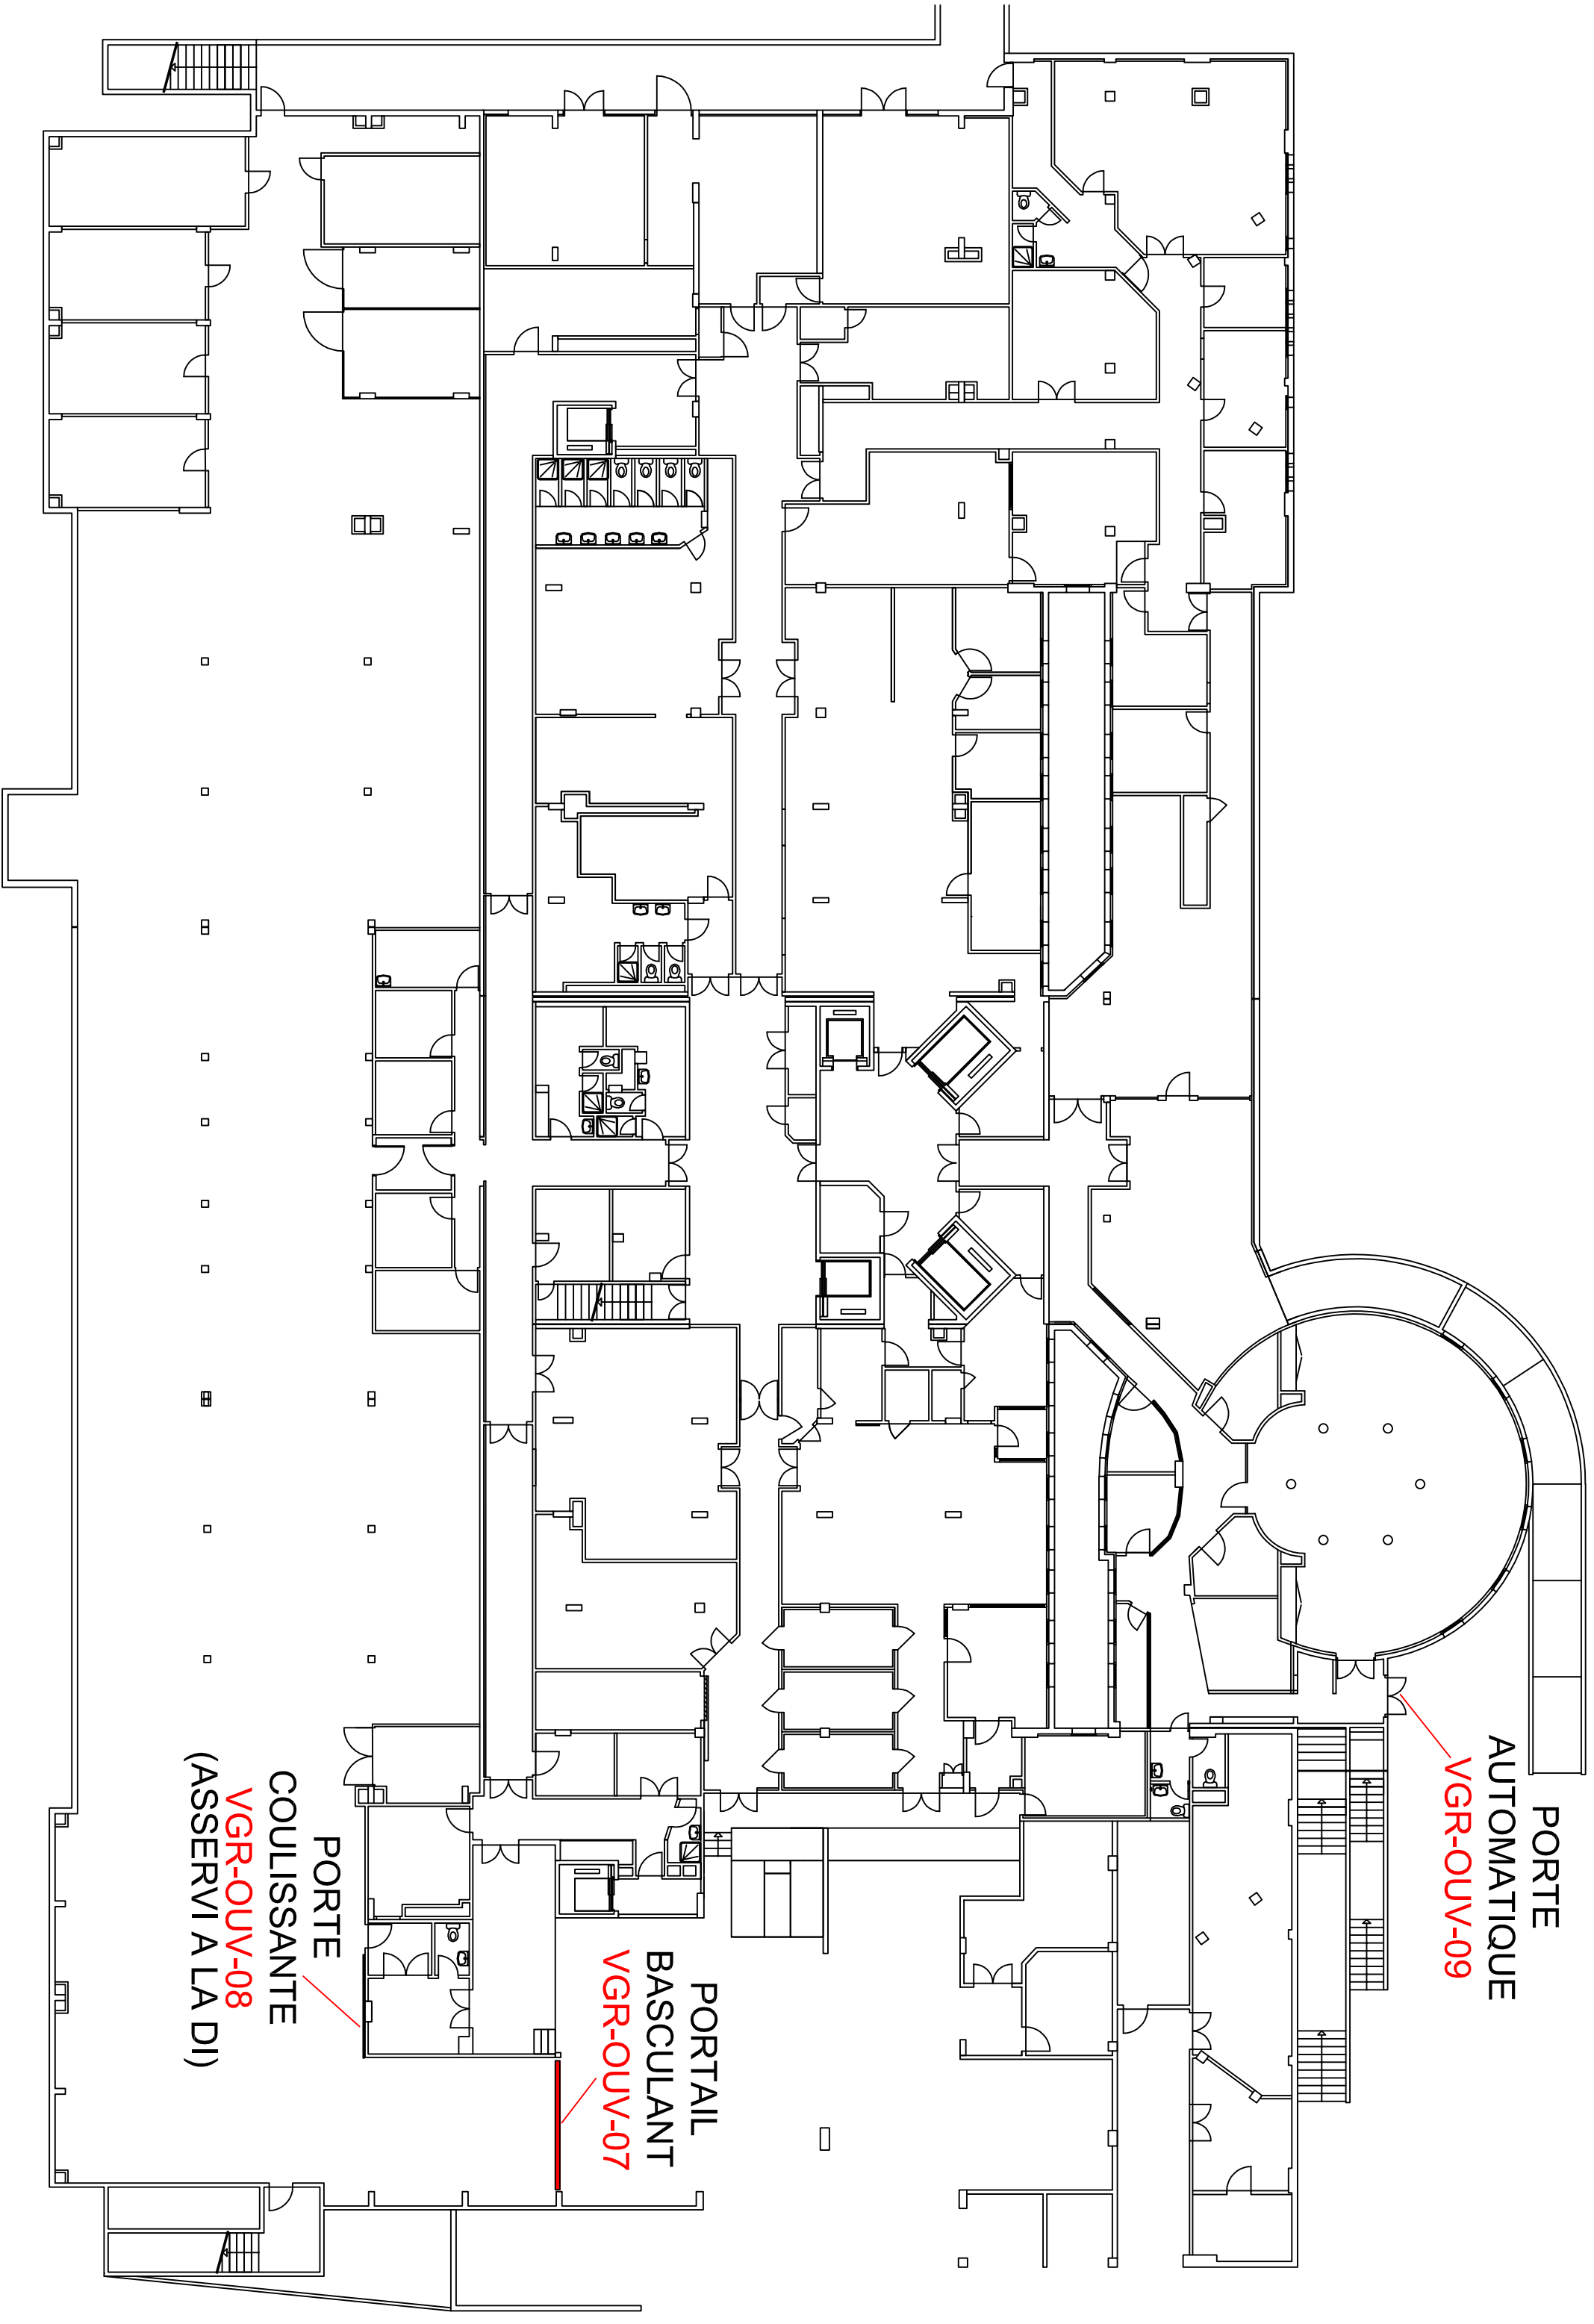 PORTE
AUTOMATIQUE
VGR-OUV-09
PORTAIL
BASCULANT
VGR-OUV-07
PORTE
COULISSANTE
VGR-OUV-08
(ASSERVI A LA DI)